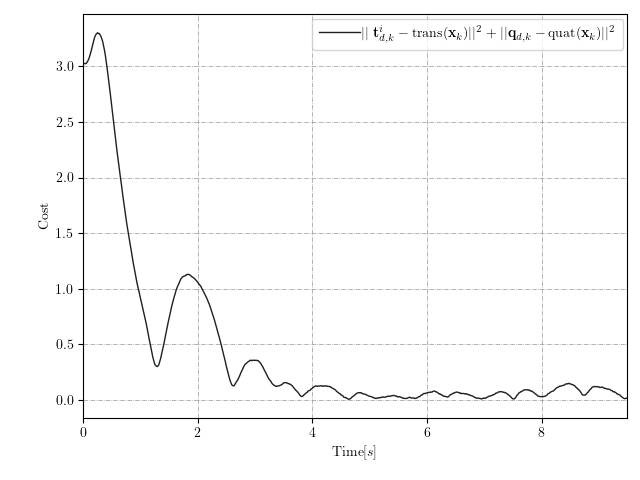 || t^i_{d,k} − trans(x_k)||^2 + ||q_{d,k} − quat(x_k)||^2
3.0
2.5
2.0
1.5
1.0
0.5
0.0
Cost
0 2 4 6 8
Time[s]